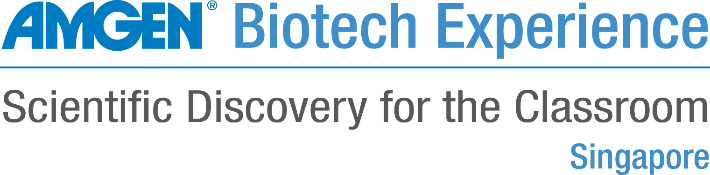 AMGEN® Biotech Experience
Scientific Discovery for the Classroom
Singapore